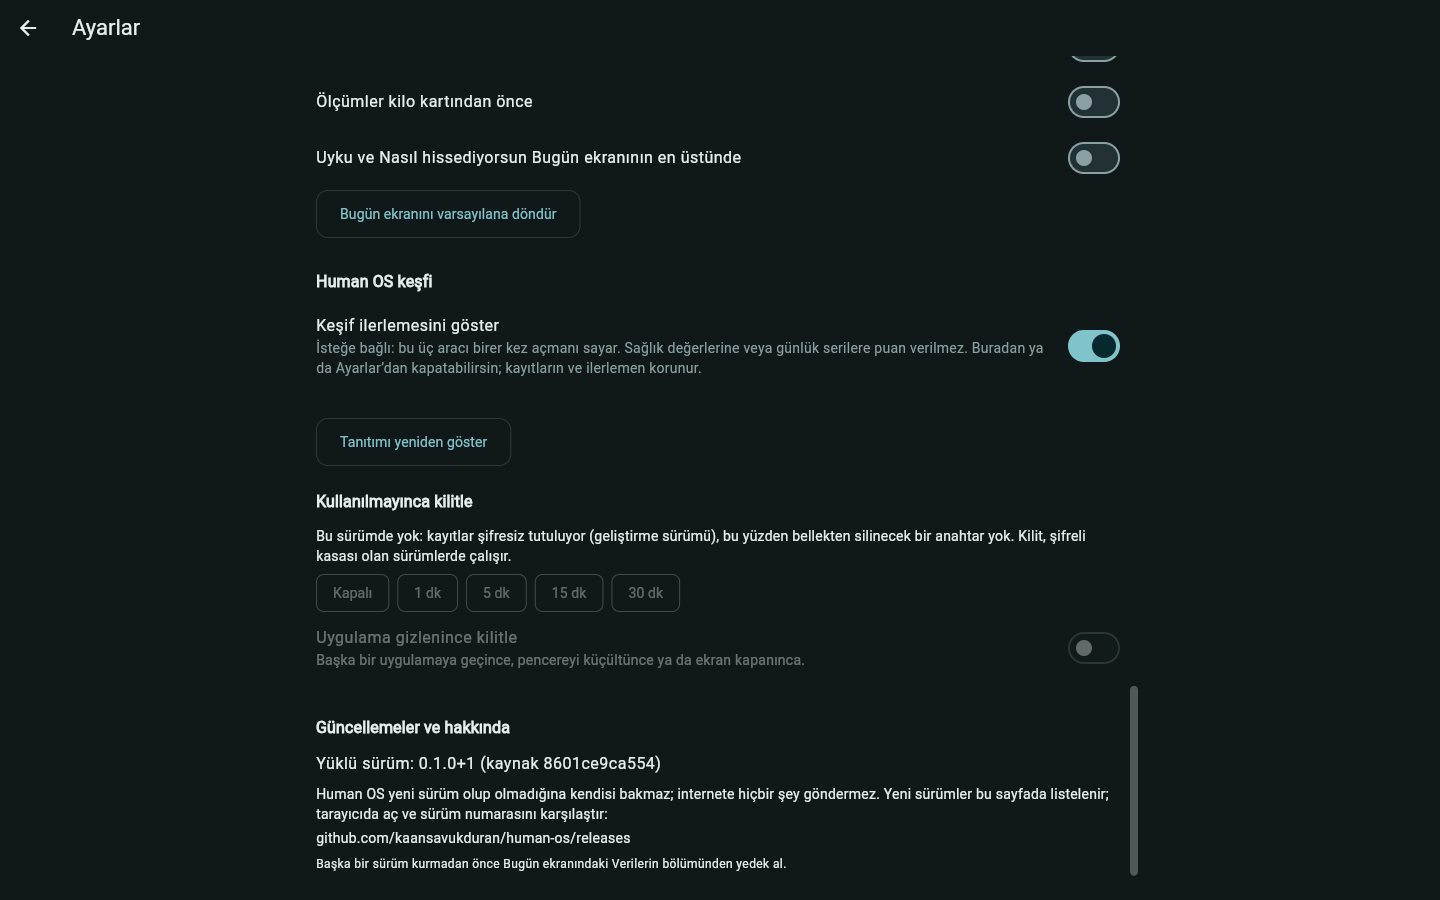 Ayarlar
Ölçümler kilo kartından önce
Uyku ve Nasıl hissediyorsun Bugün ekranının en üstünde
Bugün ekranını varsayılana döndür
Human OS keşfi
Keşif ilerlemesini göster
İsteğe bağlı: bu üç aracı birer kez açmanı sayar. Sağlık değerlerine veya günlük serilere puan verilmez. Buradan ya
da Ayarlar’dan kapatabilirsin; kayıtların ve ilerlemen korunur.
Tanıtımı yeniden göster
Kullanılmayınca kilitle
Bu sürümde yok: kayıtlar şifresiz tutuluyor (geliştirme sürümü), bu yüzden bellekten silinecek bir anahtar yok. Kilit, şifreli
kasası olan sürümlerde çalışır.
Kapalı 1 dk 5 dk 15 dk 30 dk
Uygulama gizlenince kilitle
Başka bir uygulamaya geçince, pencereyi küçültünce ya da ekran kapanınca.
Güncellemeler ve hakkında
Yüklü sürüm: 0.1.0+1 (kaynak 8601ce9ca554)
Human OS yeni sürüm olup olmadığına kendisi bakmaz; internete hiçbir şey göndermez. Yeni sürümler bu sayfada listelenir;
tarayıcıda aç ve sürüm numarasını karşılaştır:
github.com/kaansavukduran/human-os/releases
Başka bir sürüm kurmadan önce Bugün ekranındaki Verilerin bölümünden yedek al.